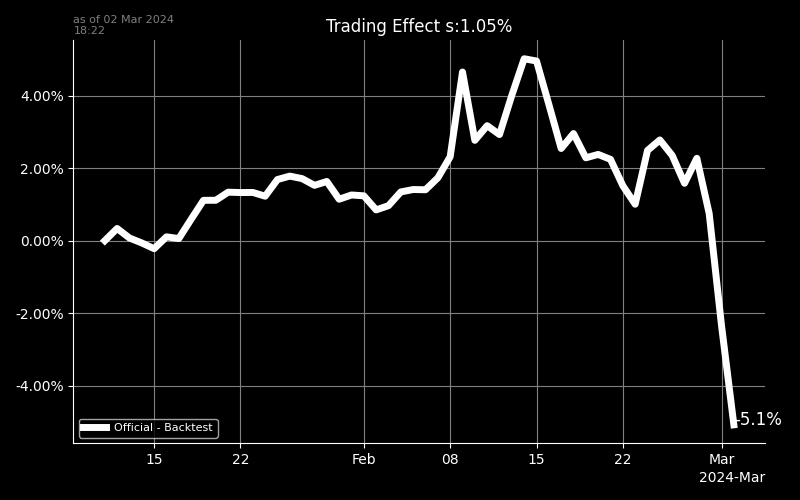 as of 02 Mar 2024
18:22
Trading Effect s:1.05%
4.00%
2.00%
0.00%
-2.00%
-4.00%
-5.1%
Official - Backtest
15
22
Feb
08
15
22
Mar
2024-Mar